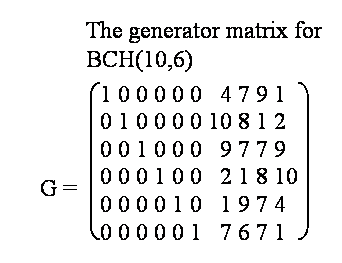 The generator matrix for
BCH(10,6)
1 0 0 0 0 0 4 7 9 1
0 1 0 0 0 0 10 8 1 2
0 0 1 0 0 0 9 7 7 9
G = 0 0 0 1 0 0 2 1 8 10
0 0 0 0 1 0 1 9 7 4
0 0 0 0 0 1 7 6 7 1